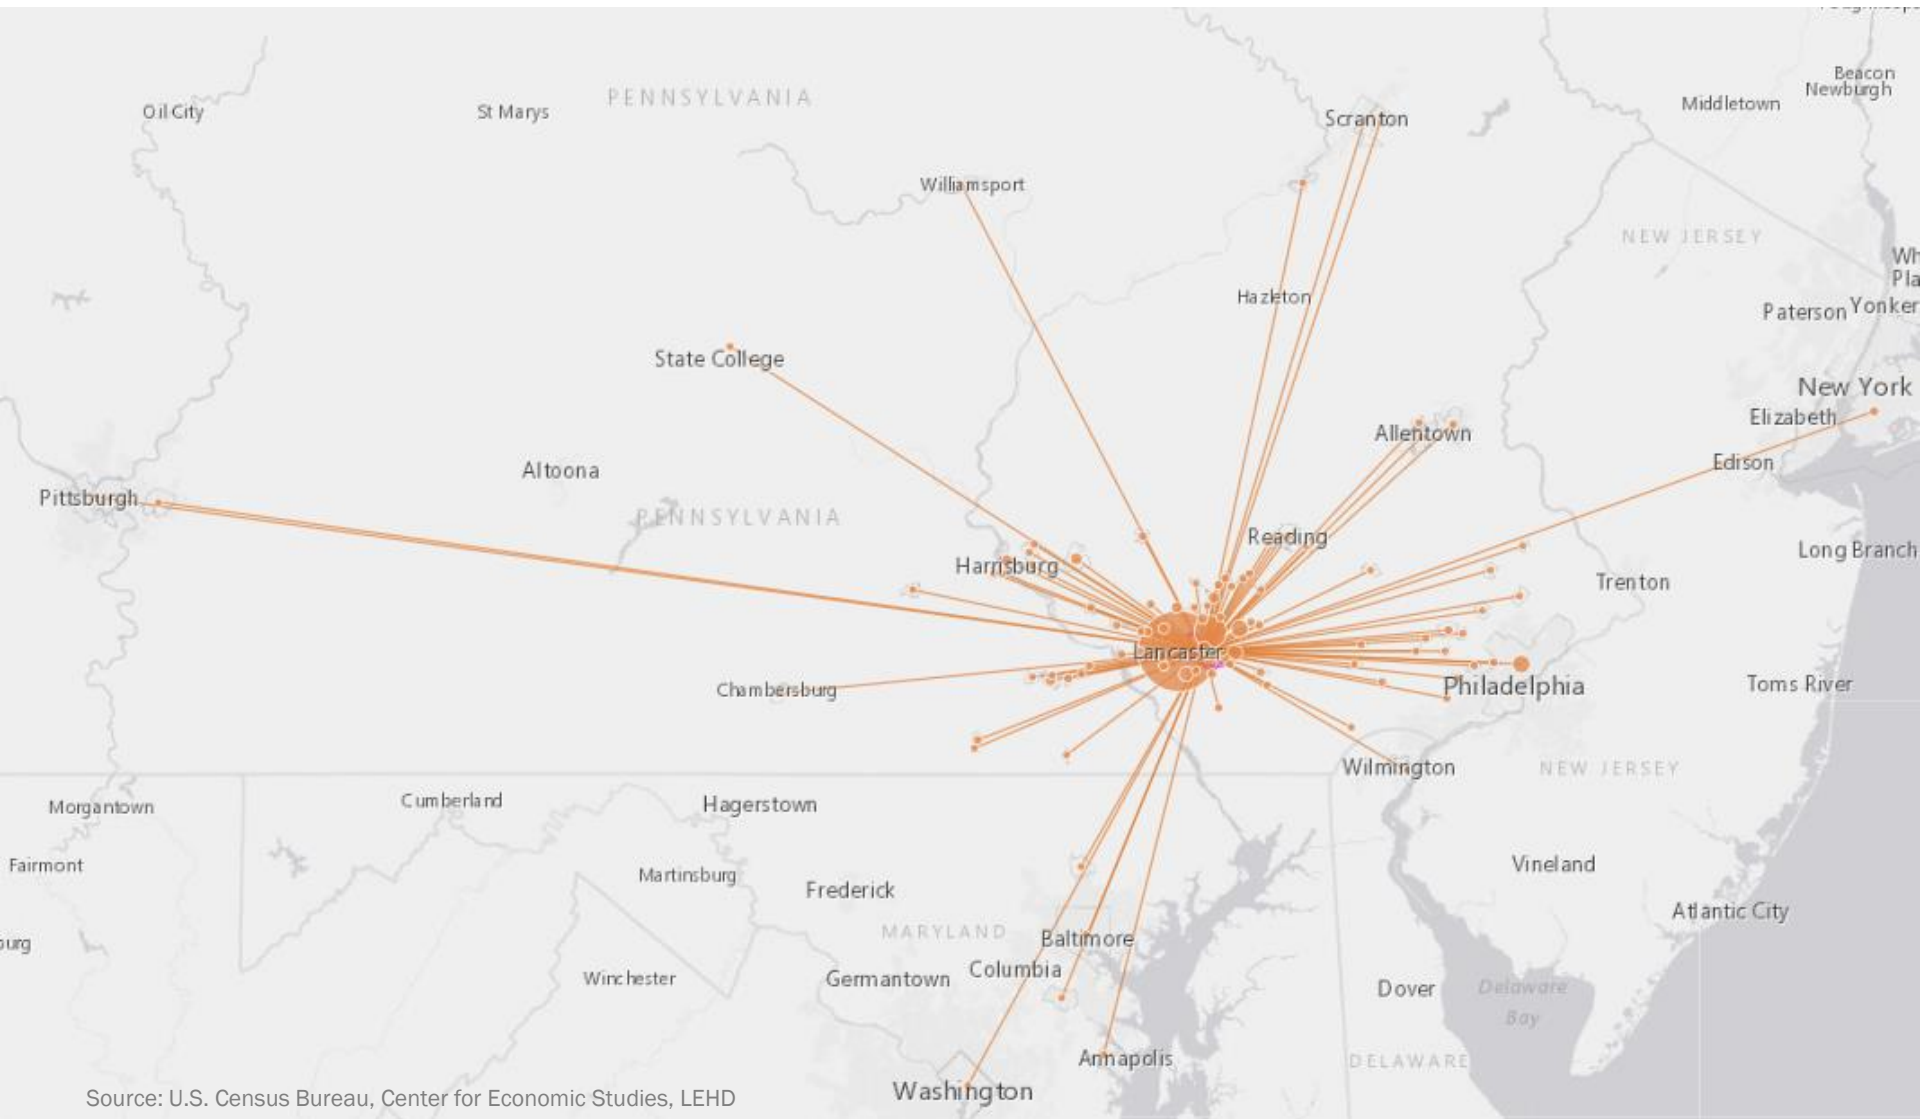 Beacon
Newburgh
Middletown
Oil City
St Marys
PENNSYLVANIA
Scranton
Williamsport
NEW JERSEY
Hazleton
Paterson
State College
New York
Elizabeth
Allentown
Edison
Altoona
Pittsburgh
PENNSYLVANIA
Reading
Harrisburg
Long Branch
Trenton
Lancaster
Chambersburg
Philadelphia
Toms River
Wilmington
NEW JERSEY
Morgantown
Cumberland
Hagerstown
Fairmont
Martinsburg
Frederick
Vineland
Atlantic City
MARYLAND
Baltimore
Columbia
Winchester
Germantown
Dover
Delaware
Bay
Annapolis
DELAWARE
Washington
Source: U.S. Census Bureau, Center for Economic Studies, LEHD